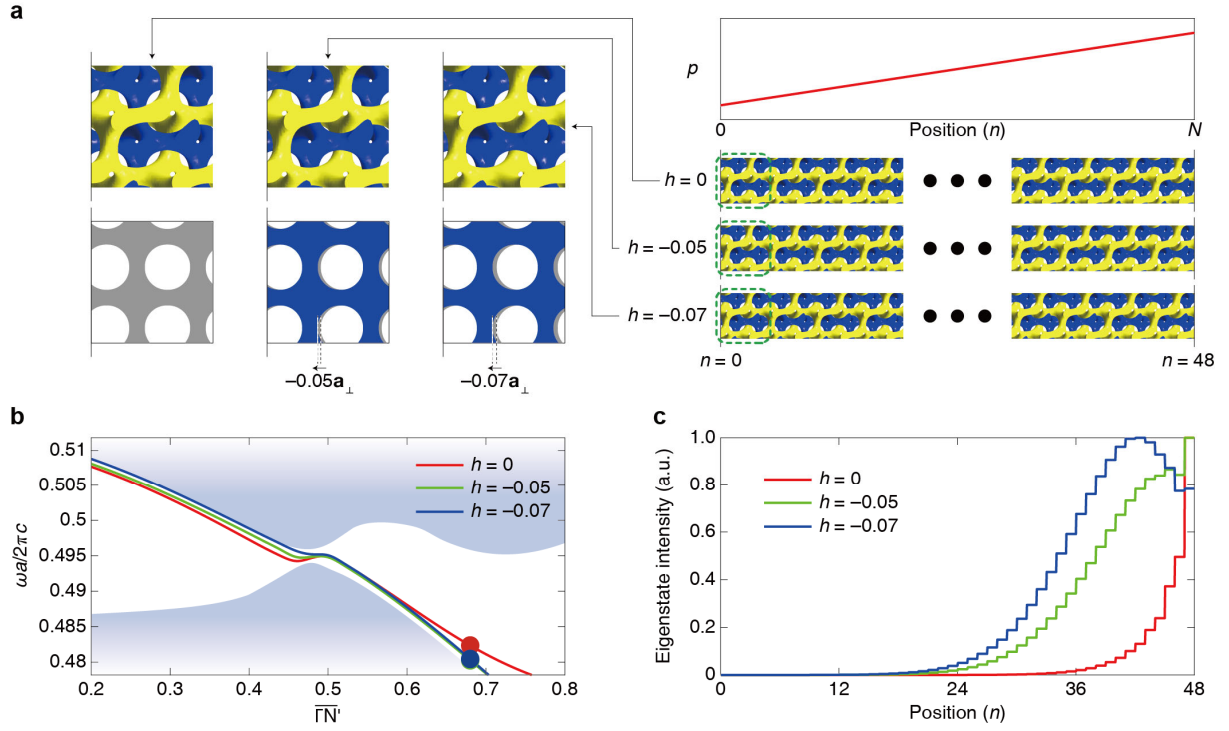 a
p
0
Position (n)
N
h = 0
h = −0.05
h = −0.07
n = 0
n = 48
−0.05a⊥
−0.07a⊥
b
ωa/2πc
0.51
0.505
0.5
0.495
0.49
0.485
0.48
h = 0
h = −0.05
h = −0.07
0.2
0.3
0.4
0.5
0.6
0.7
0.8
Γ̅N̅'
c
Eigenstate intensity (a.u.)
1.0
0.8
0.6
0.4
0.2
0
h = 0
h = −0.05
h = −0.07
0
12
24
36
48
Position (n)